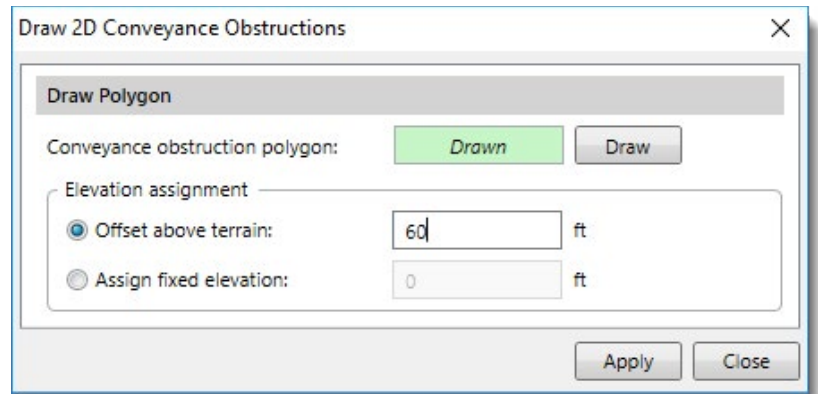 Draw 2D Conveyance Obstructions
Draw Polygon
Conveyance obstruction polygon: Drawn Draw
Elevation assignment
Offset above terrain: 60 ft
Assign fixed elevation: 0 ft
Apply Close